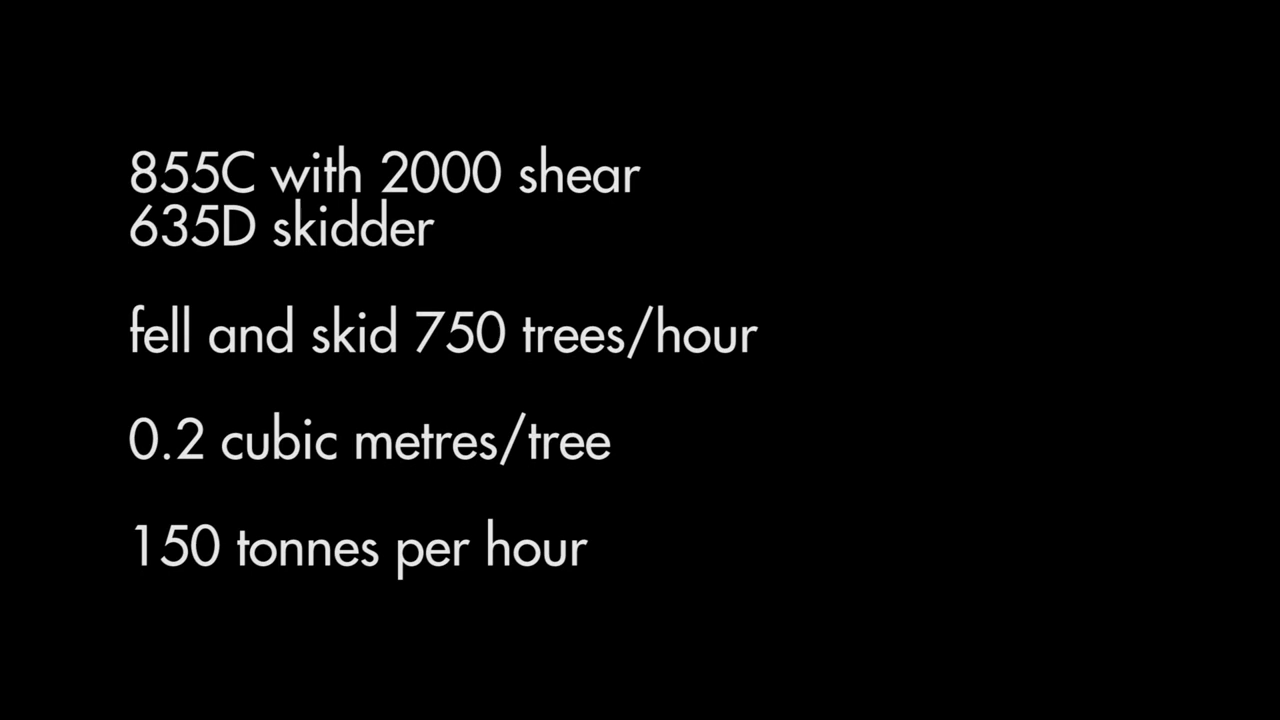 855C with 2000 shear
635D skidder
fell and skid 750 trees/hour
0.2 cubic metres/tree
150 tonnes per hour